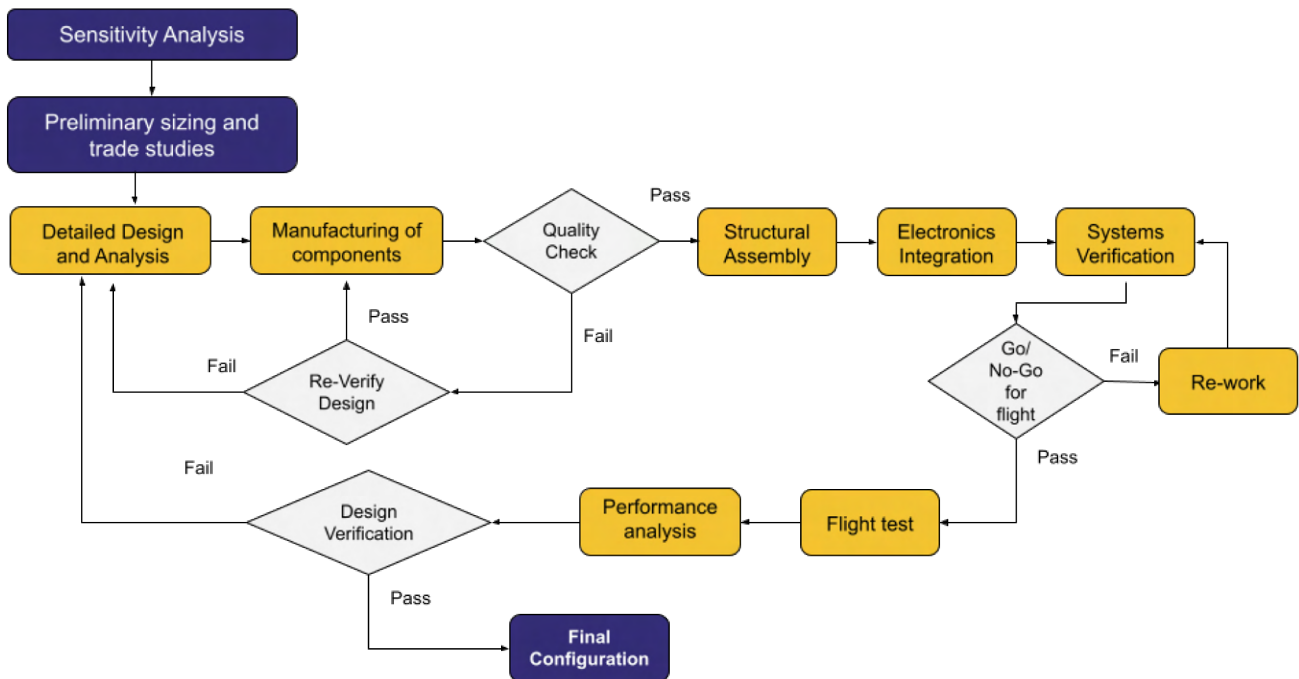 Sensitivity Analysis
Preliminary sizing and
trade studies
Detailed Design
and Analysis
Manufacturing of
components
Quality
Check
Pass
Structural
Assembly
Electronics
Integration
Systems
Verification
Pass
Fail
Fail
Re-Verify
Design
Go/
No-Go
for
flight
Fail
Re-work
Pass
Fail
Design
Verification
Performance
analysis
Flight test
Pass
Final
Configuration